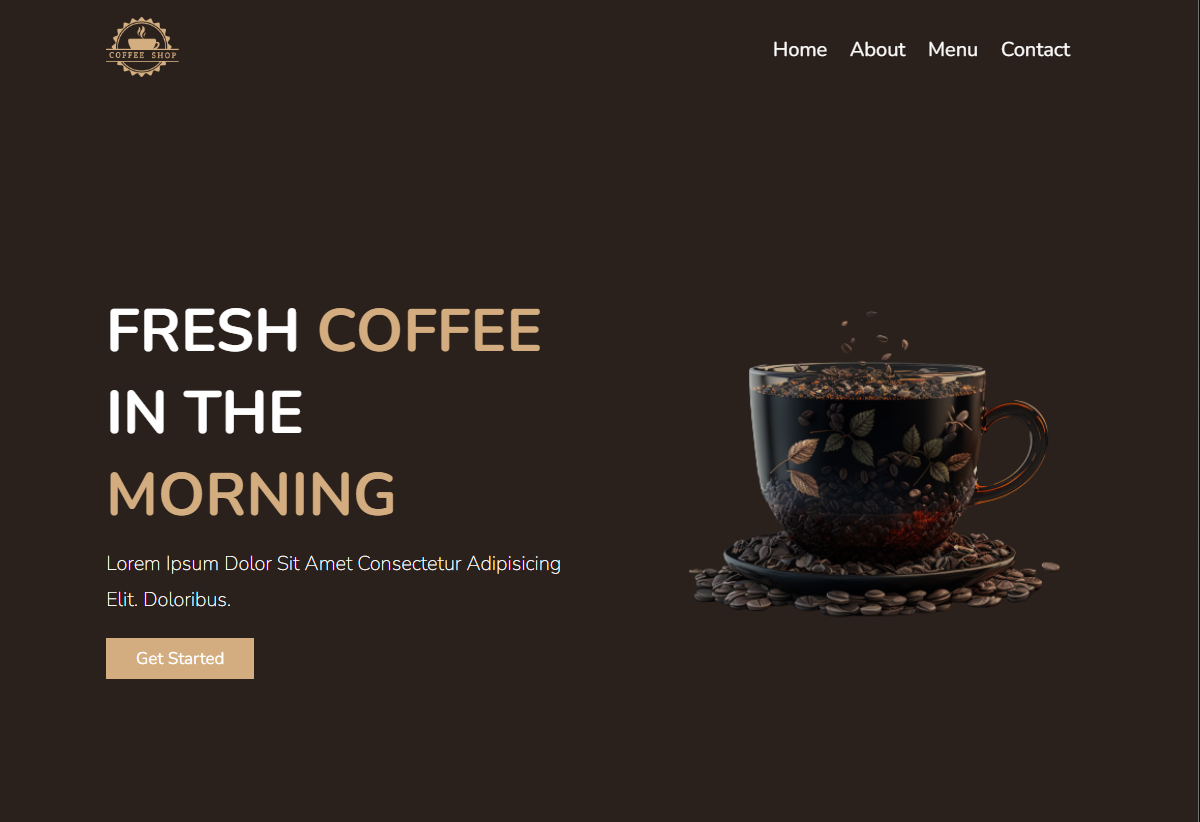 COFFEE SHOP
Home About Menu Contact
FRESH COFFEE
IN THE
MORNING
Lorem Ipsum Dolor Sit Amet Consectetur Adipisicing
Elit. Doloribus.
Get Started